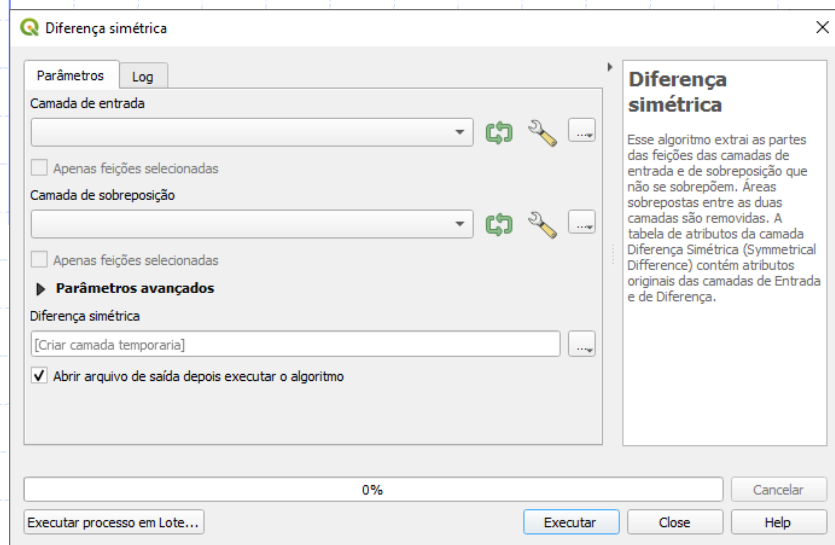 Diferença simétrica
Parâmetros
Log
Camada de entrada
...
Apenas feições selecionadas
Camada de sobreposição
...
Apenas feições selecionadas
Parâmetros avançados
Diferença simétrica
[Criar camada temporaria]
...
Abrir arquivo de saída depois executar o algoritmo
Diferença
simétrica
Esse algoritmo extrai as partes
das feições das camadas de
entrada e de sobreposição que
não se sobrepõem. Áreas
sobrepostas entre as duas
camadas são removidas. A
tabela de atributos da camada
Diferença Simétrica (Symmetrical
Difference) contém atributos
originais das camadas de Entrada
e de Diferença.
0%
Cancelar
Executar processo em Lote...
Executar
Close
Help